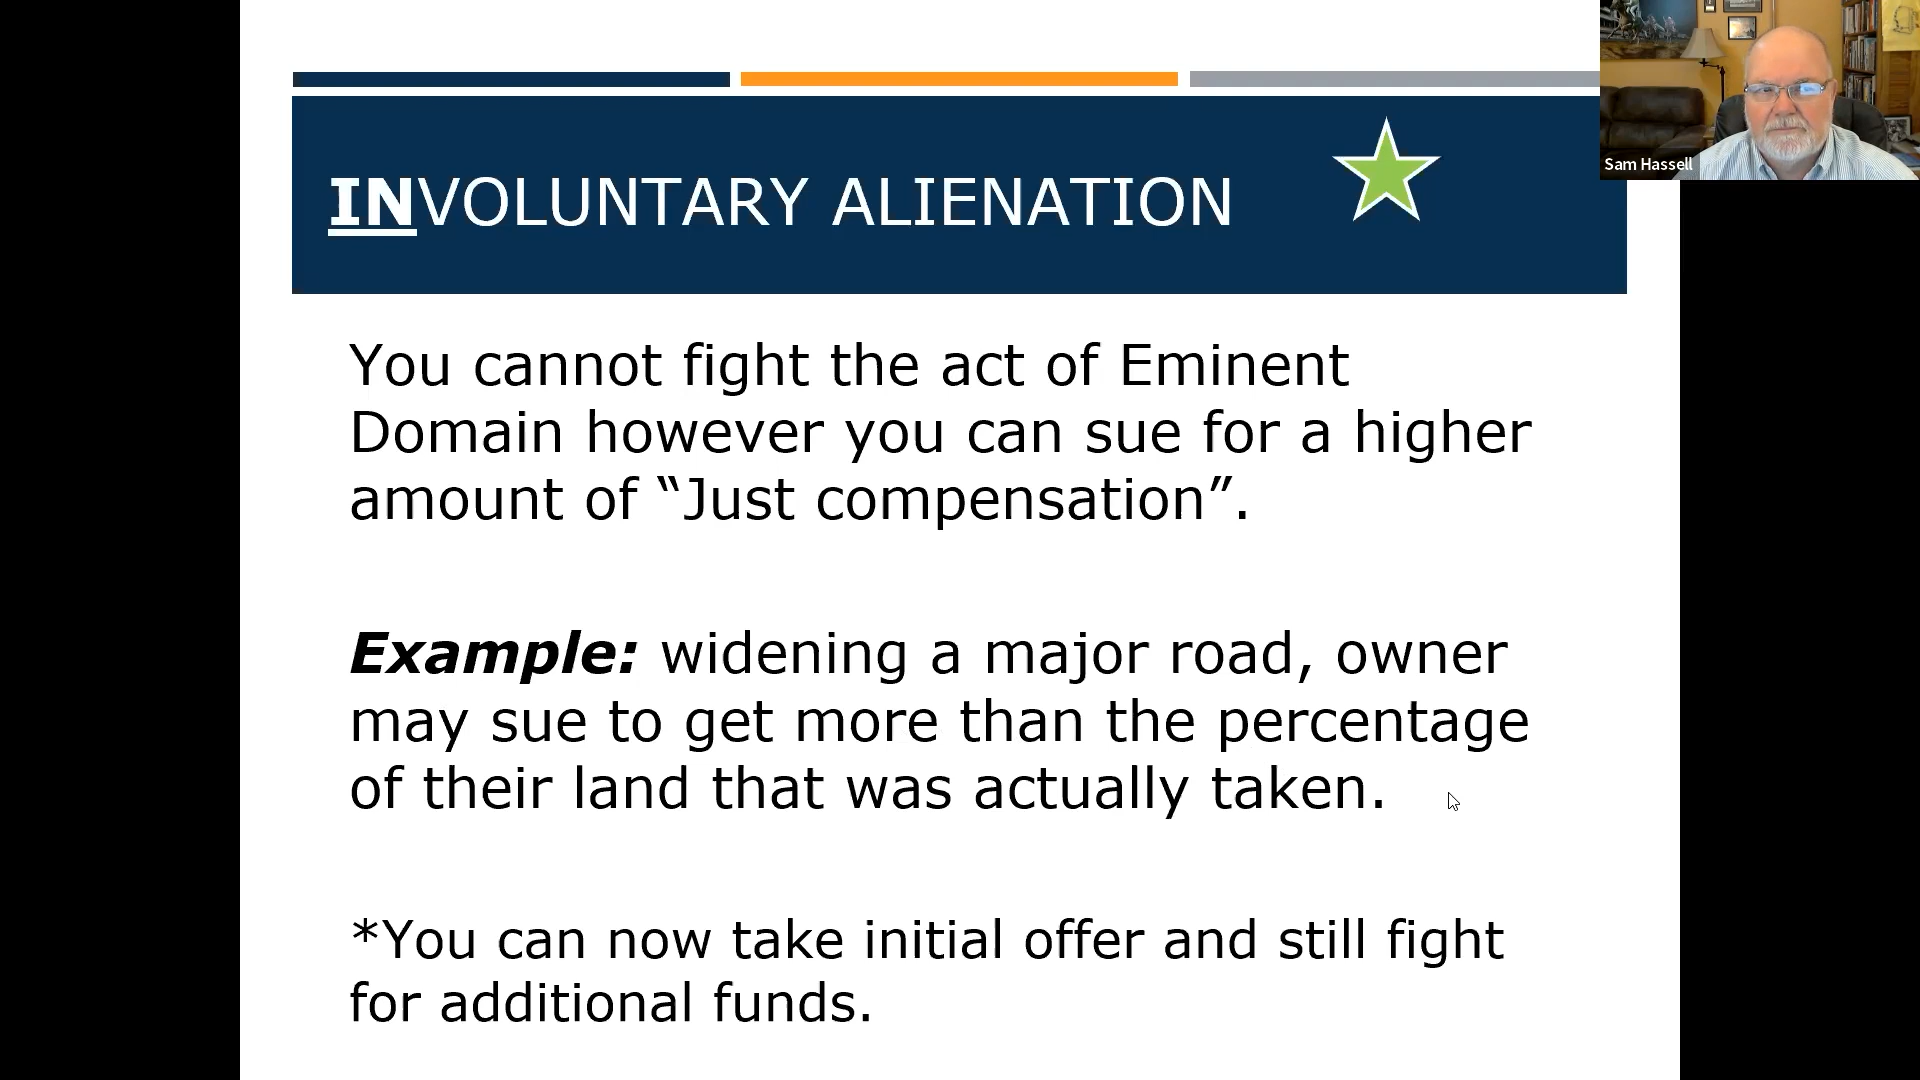 INVOLUNTARY ALIENATION
Sam Hassell
You cannot fight the act of Eminent
Domain however you can sue for a higher
amount of “Just compensation”.
Example: widening a major road, owner
may sue to get more than the percentage
of their land that was actually taken.
*You can now take initial offer and still fight
for additional funds.